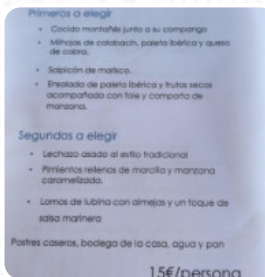 Primeros a elegir
• Cocido montañés junto a su compango
• Milhojas de calabacín, paleta ibérica y queso
de cabra.
• Salpicón de marisco.
• Ensalada de paleta ibérica y frutos secos
acompañada con foie y compota de
manzana.
Segundos a elegir
• Lechazo asado al estilo tradicional
• Pimientos rellenos de morcilla y manzana
caramelizada.
• Lomos de lubina con almejas y un toque de
salsa marinera
Postres caseros, bodega de la casa, agua y pan
15€/persona